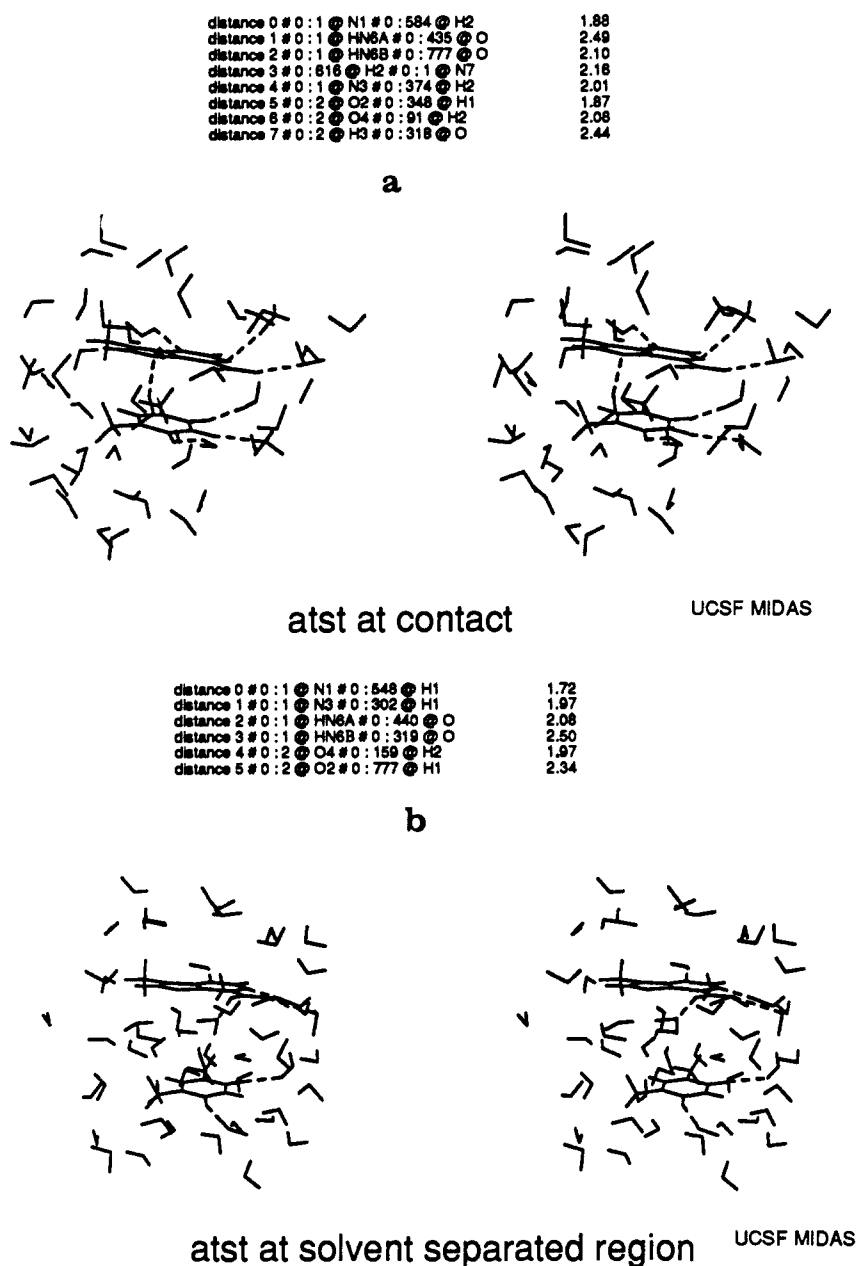 distance 0 # 0 : 1 @ N1 # 0 : 584 @ H2 1.88
distance 1 # 0 : 1 @ HN6A # 0 : 435 @ O 2.49
distance 2 # 0 : 1 @ HN6B # 0 : 777 @ O 2.10
distance 3 # 0 : 616 @ H2 # 0 : 1 @ N7 2.16
distance 4 # 0 : 1 @ N3 # 0 : 374 @ H2 2.01
distance 5 # 0 : 2 @ O2 # 0 : 348 @ H1 1.87
distance 6 # 0 : 2 @ O4 # 0 : 91 @ H2 2.08
distance 7 # 0 : 2 @ H3 # 0 : 318 @ O 2.44
a
atst at contact
UCSF MIDAS
distance 0 # 0 : 1 @ N1 # 0 : 548 @ H1 1.72
distance 1 # 0 : 1 @ N3 # 0 : 302 @ H1 1.97
distance 2 # 0 : 1 @ HN6A # 0 : 440 @ O 2.08
distance 3 # 0 : 1 @ HN6B # 0 : 319 @ O 2.50
distance 4 # 0 : 2 @ O4 # 0 : 159 @ H2 1.97
distance 5 # 0 : 2 @ O2 # 0 : 777 @ H1 2.34
b
atst at solvent separated region
UCSF MIDAS